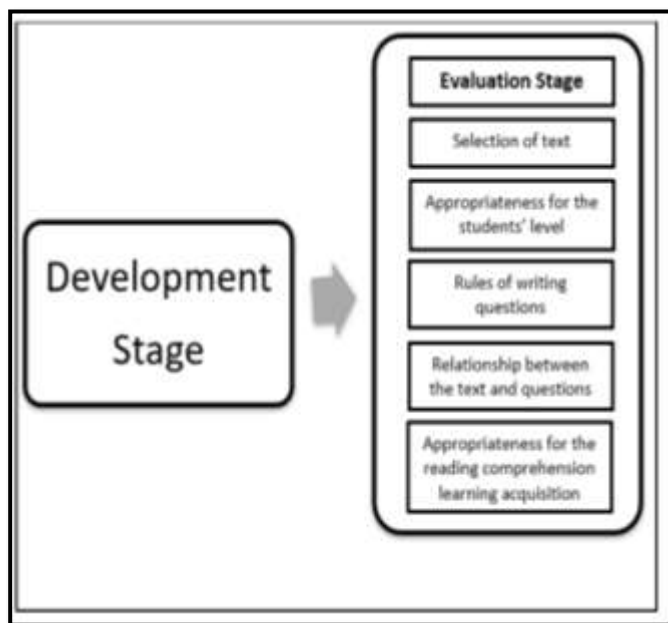 Development
Stage
Evaluation Stage
Selection of text
Appropriateness for the
students' level
Rules of writing
questions
Relationship between
the text and questions
Appropriateness for the
reading comprehension
learning acquisition